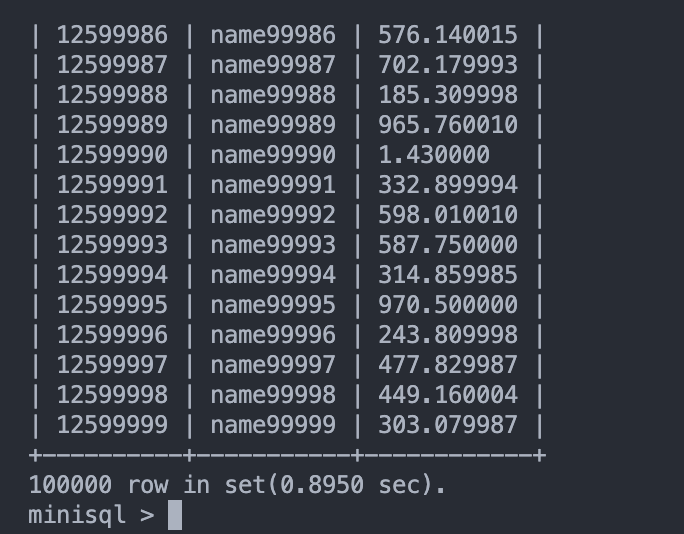 | 12599986 | name99986 | 576.140015 |
| 12599987 | name99987 | 702.179993 |
| 12599988 | name99988 | 185.309998 |
| 12599989 | name99989 | 965.760010 |
| 12599990 | name99990 | 1.430000   |
| 12599991 | name99991 | 332.899994 |
| 12599992 | name99992 | 598.010010 |
| 12599993 | name99993 | 587.750000 |
| 12599994 | name99994 | 314.859985 |
| 12599995 | name99995 | 970.500000 |
| 12599996 | name99996 | 243.809998 |
| 12599997 | name99997 | 477.829987 |
| 12599998 | name99998 | 449.160004 |
| 12599999 | name99999 | 303.079987 |
+----------+-----------+------------+
100000 row in set(0.8950 sec).
minisql >